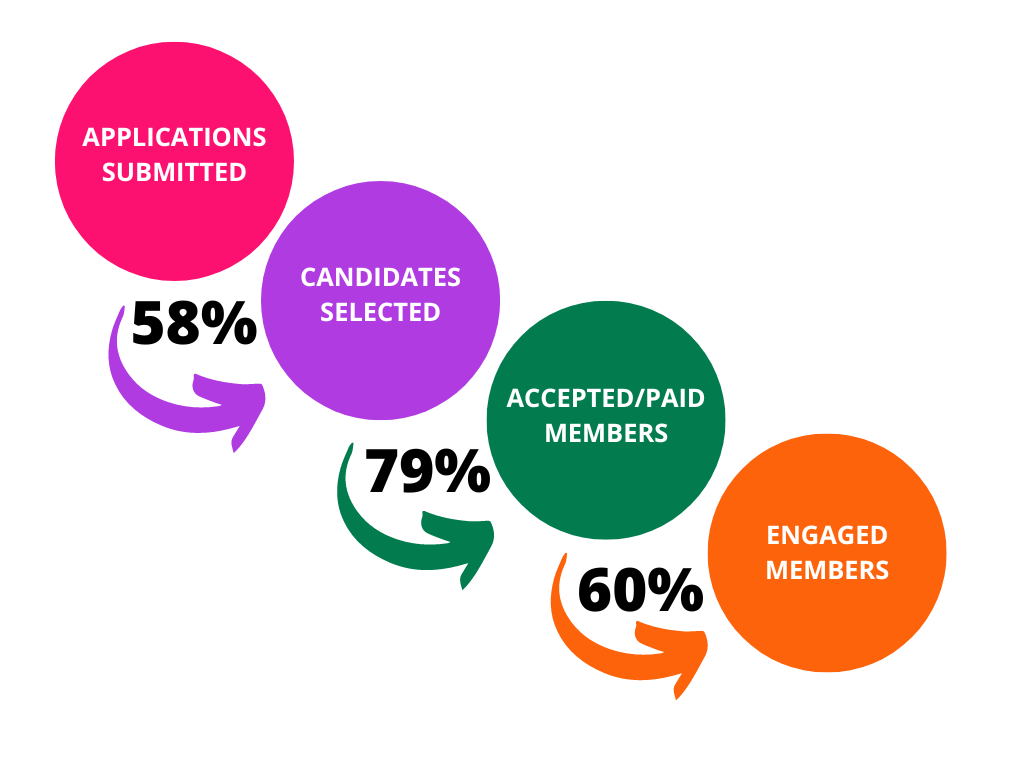 APPLICATIONS
SUBMITTED
58%
CANDIDATES
SELECTED
79%
ACCEPTED/PAID
MEMBERS
60%
ENGAGED
MEMBERS